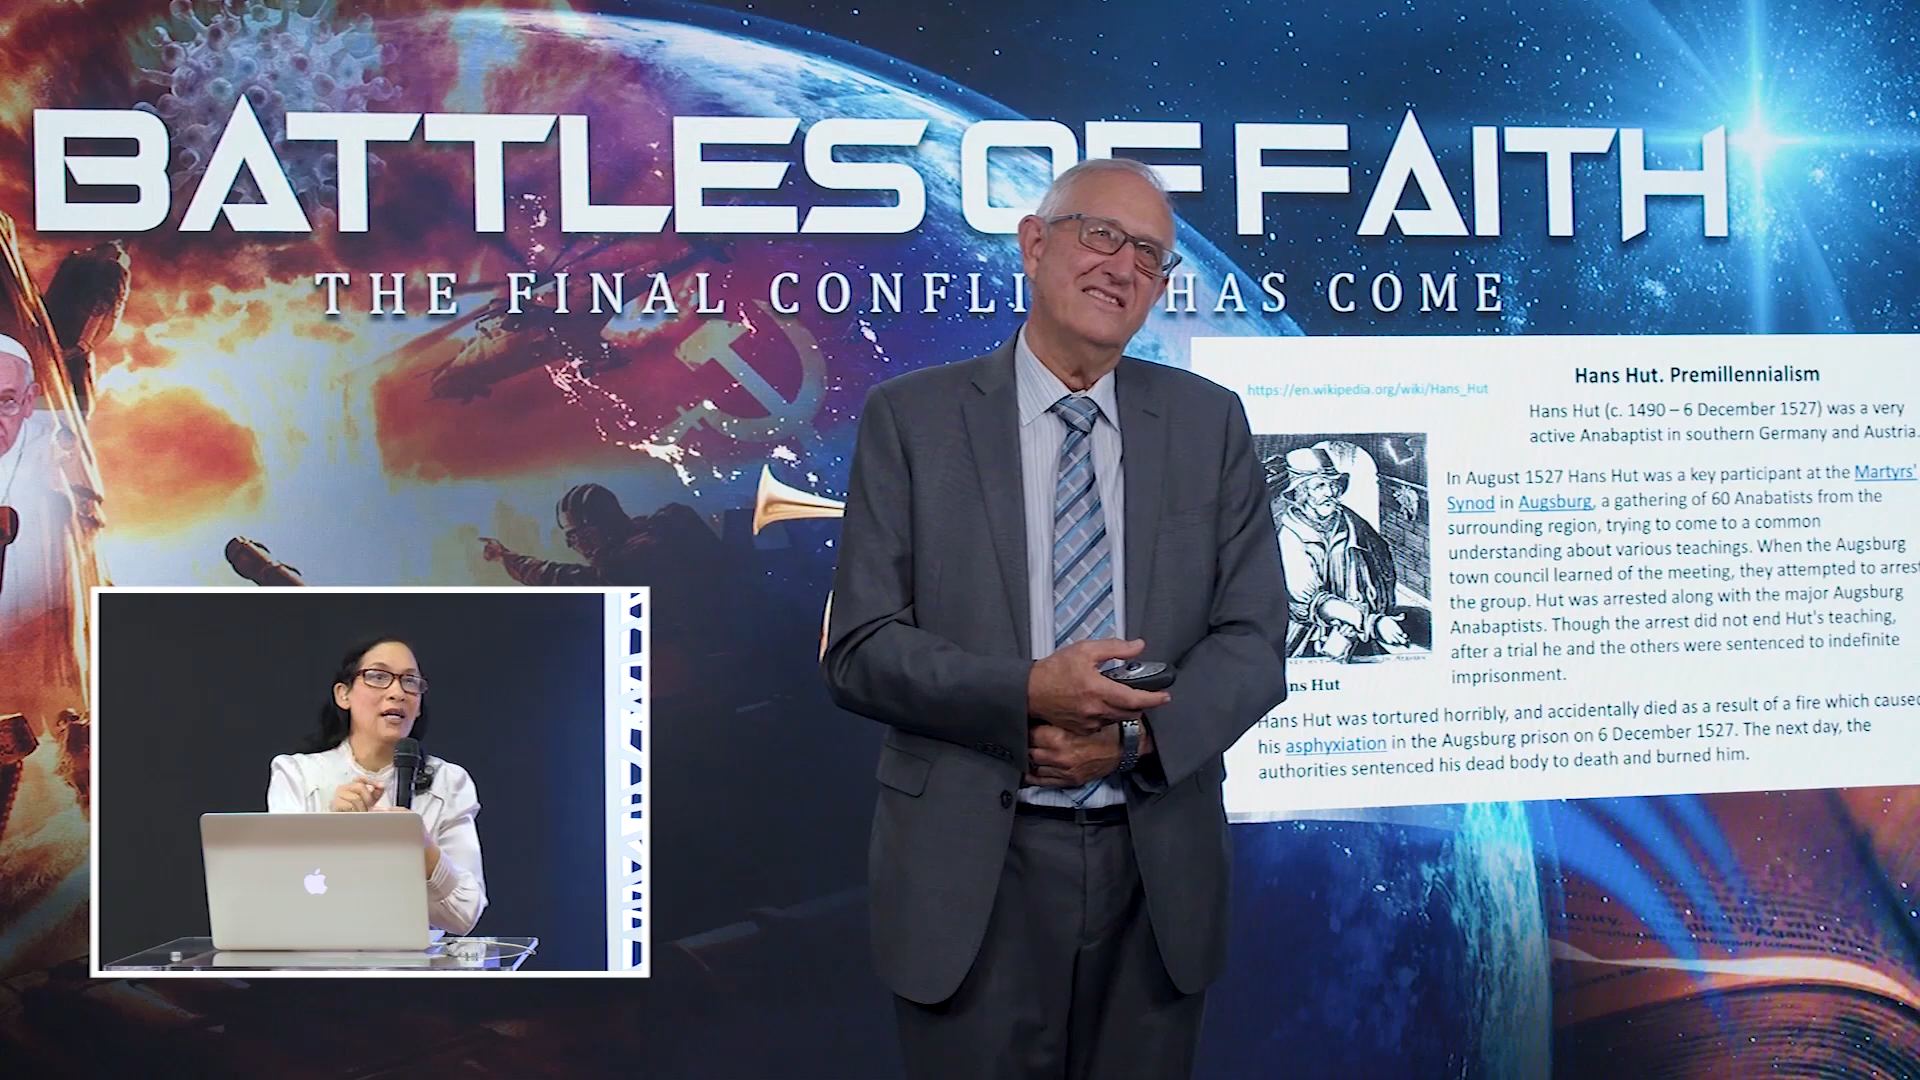 BATTLES OF FAITH
THE FINAL CONFLI HAS COME
Hans Hut. Premillennialism
https://en.wikipedia.org/wiki/Hans_Hut
Hans Hut (c. 1490 – 6 December 1527) was a very
active Anabaptist in southern Germany and Austria.
In August 1527 Hans Hut was a key participant at the Martyrs'
Synod in Augsburg, a gathering of 60 Anabatists from the
surrounding region, trying to come to a common
understanding about various teachings. When the Augsburg
town council learned of the meeting, they attempted to arrest
the group. Hut was arrested along with the major Augsburg
Anabaptists. Though the arrest did not end Hut's teaching,
after a trial he and the others were sentenced to indefinite
imprisonment.
ns Hut
Hans Hut was tortured horribly, and accidentally died as a result of a fire which caused
his asphyxiation in the Augsburg prison on 6 December 1527. The next day, the
authorities sentenced his dead body to death and burned him.